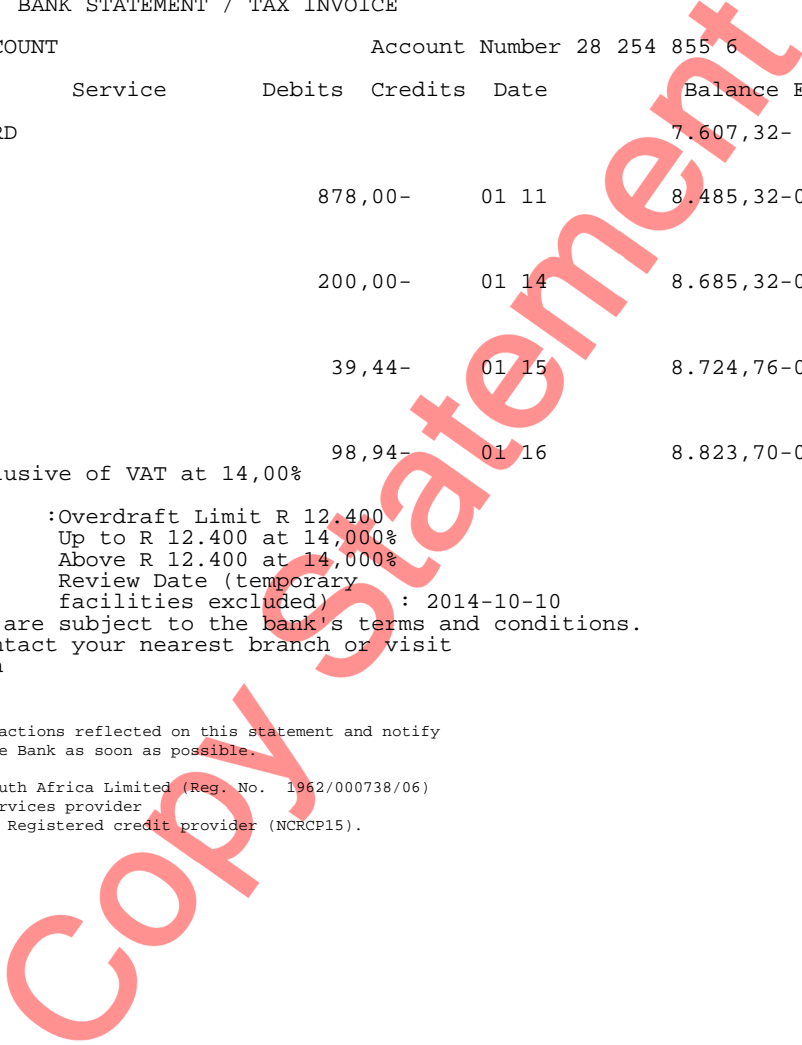 BANK STATEMENT / TAX INVOICE
COUNT Account Number 28 254 855 6
Service Debits Credits Date Balance E
RD 7.607,32-
878,00- 01 11 8.485,32-0
200,00- 01 14 8.685,32-0
39,44- 01 15 8.724,76-0
98,94- 01 16 8.823,70-0
lusive of VAT at 14,00%
:Overdraft Limit R 12.400
Up to R 12.400 at 14,000%
Above R 12.400 at 14,000%
Review Date (temporary
facilities excluded) : 2014-10-10
are subject to the bank's terms and conditions.
ntact your nearest branch or visit
a
actions reflected on this statement and notify
e Bank as soon as possible.
uth Africa Limited (Reg. No. 1962/000738/06)
rvices provider
Registered credit provider (NCRCP15).
Copy Statement